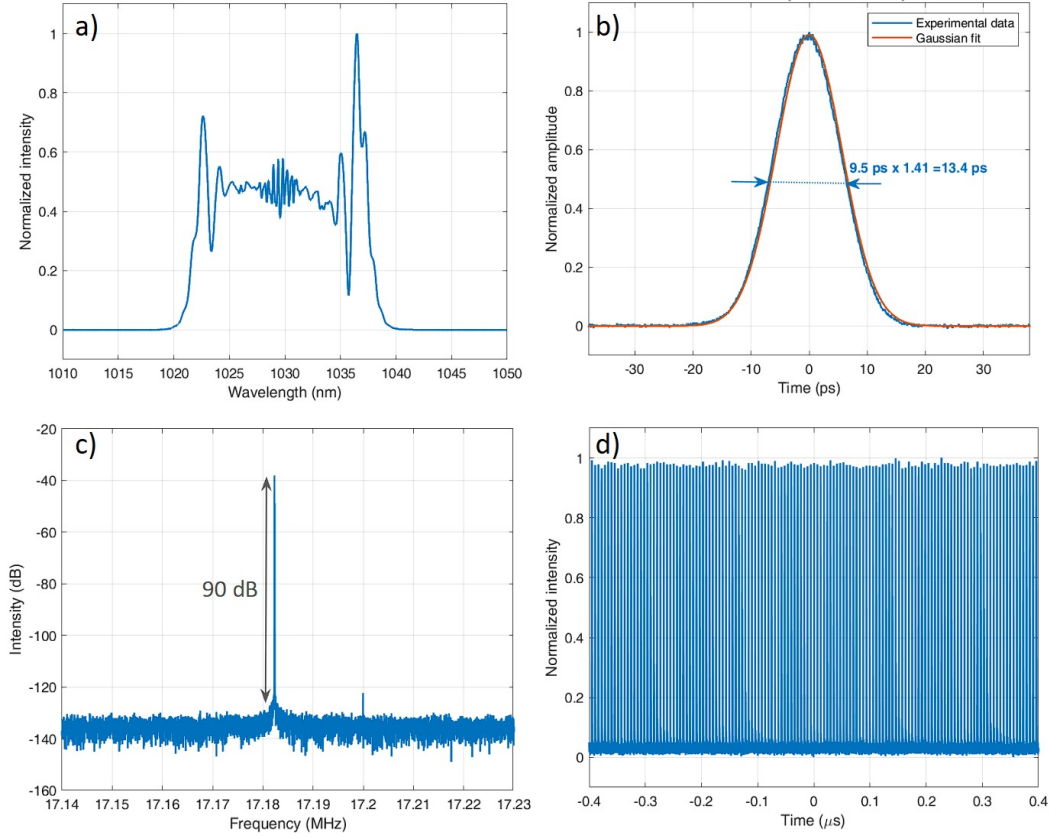 a)
Normalized intensity
1
0.8
0.6
0.4
0.2
0
1010 1015 1020 1025 1030 1035 1040 1045 1050
Wavelength (nm)
b)
Experimental data
Gaussian fit
Normalized amplitude
1
0.8
0.6
0.4
0.2
0
9.5 ps x 1.41 =13.4 ps
-30 -20 -10 0 10 20 30
Time (ps)
c)
Intensity (dB)
-20
-40
-60
-80
-100
-120
-140
-160
90 dB
17.14 17.15 17.16 17.17 17.18 17.19 17.2 17.21 17.22 17.23
Frequency (MHz)
d)
Normalized intensity
1
0.8
0.6
0.4
0.2
0
-0.4 -0.3 -0.2 -0.1 0 0.1 0.2 0.3 0.4
Time (μs)